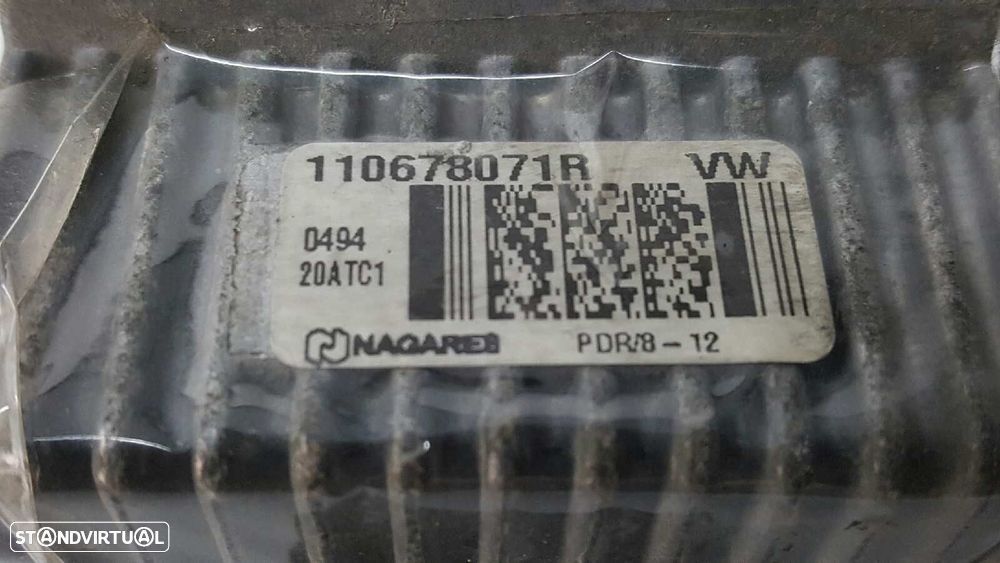 110678071R VW
0494
20ATC1
NAGARES PDR/8-12
STANDVIRTUAL